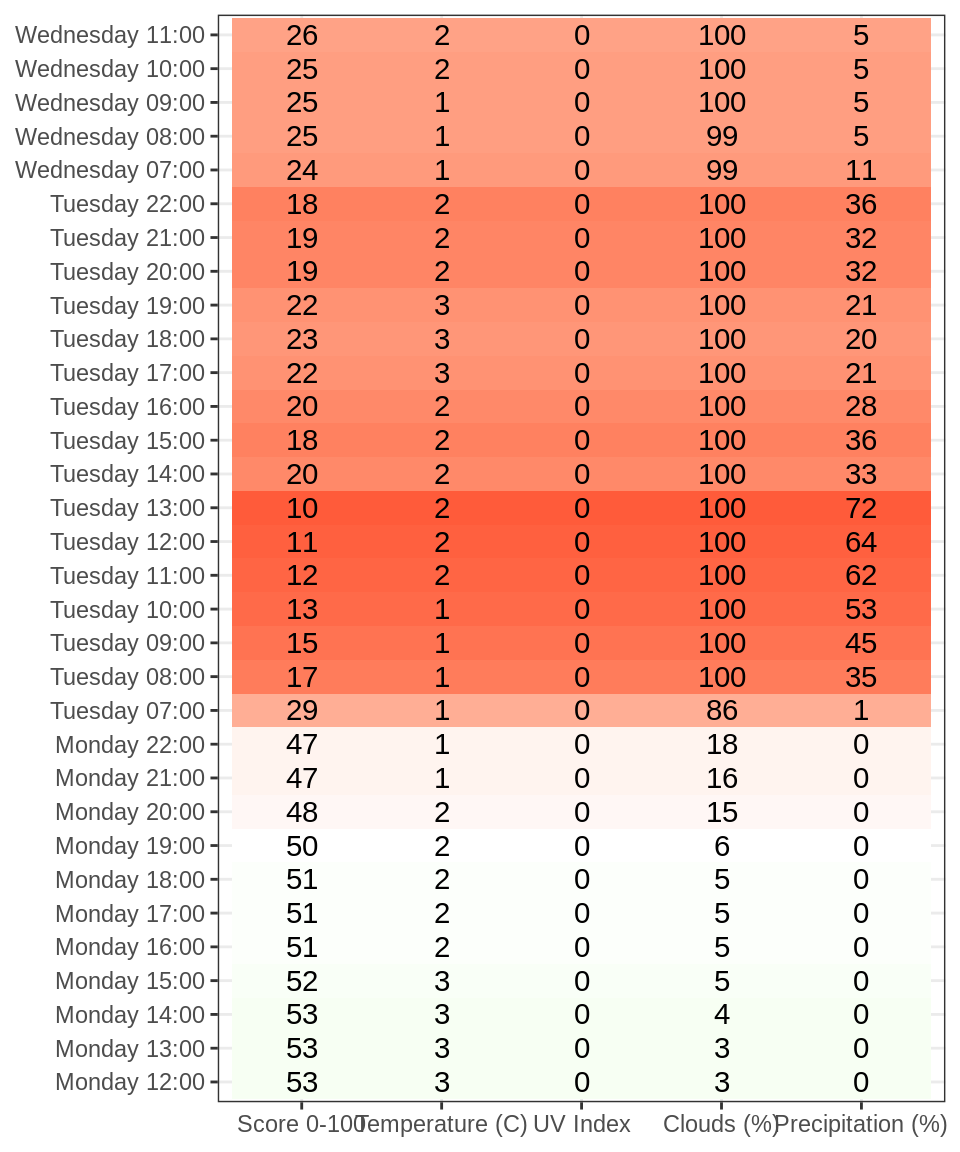 Wednesday 11:00 26 2 0 100 5
Wednesday 10:00 25 2 0 100 5
Wednesday 09:00 25 1 0 100 5
Wednesday 08:00 25 1 0 99 5
Wednesday 07:00 24 1 0 99 11
Tuesday 22:00 18 2 0 100 36
Tuesday 21:00 19 2 0 100 32
Tuesday 20:00 19 2 0 100 32
Tuesday 19:00 22 3 0 100 21
Tuesday 18:00 23 3 0 100 20
Tuesday 17:00 22 3 0 100 21
Tuesday 16:00 20 2 0 100 28
Tuesday 15:00 18 2 0 100 36
Tuesday 14:00 20 2 0 100 33
Tuesday 13:00 10 2 0 100 72
Tuesday 12:00 11 2 0 100 64
Tuesday 11:00 12 2 0 100 62
Tuesday 10:00 13 1 0 100 53
Tuesday 09:00 15 1 0 100 45
Tuesday 08:00 17 1 0 100 35
Tuesday 07:00 29 1 0 86 1
Monday 22:00 47 1 0 18 0
Monday 21:00 47 1 0 16 0
Monday 20:00 48 2 0 15 0
Monday 19:00 50 2 0 6 0
Monday 18:00 51 2 0 5 0
Monday 17:00 51 2 0 5 0
Monday 16:00 51 2 0 5 0
Monday 15:00 52 3 0 5 0
Monday 14:00 53 3 0 4 0
Monday 13:00 53 3 0 3 0
Monday 12:00 53 3 0 3 0
Score 0-100 Temperature (C) UV Index Clouds (%) Precipitation (%)